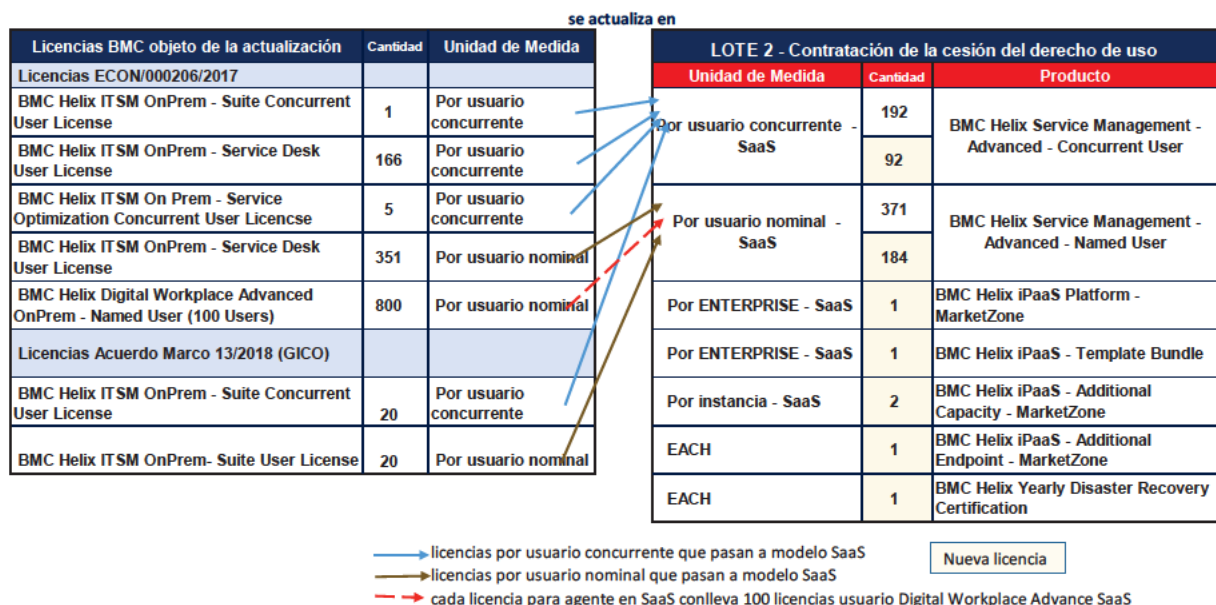 se actualiza en
Licencias BMC objeto de la actualización Cantidad Unidad de Medida
Licencias ECON/000206/2017
BMC Helix ITSM OnPrem - Suite Concurrent
User License
1
Por usuario
concurrente
BMC Helix ITSM OnPrem - Service Desk
User License
166
Por usuario
concurrente
BMC Helix ITSM On Prem - Service
Optimization Concurrent User Licencse
5
Por usuario
concurrente
BMC Helix ITSM OnPrem - Service Desk
User License
351
Por usuario nominal
BMC Helix Digital Workplace Advanced
OnPrem - Named User (100 Users)
800
Por usuario nominal
Licencias Acuerdo Marco 13/2018 (GICO)
BMC Helix ITSM OnPrem - Suite Concurrent
User License
20
Por usuario
concurrente
BMC Helix ITSM OnPrem- Suite User License 20 Por usuario nominal
LOTE 2 - Contratación de la cesión del derecho de uso
Unidad de Medida Cantidad Producto
Por usuario concurrente -
SaaS
192
92
BMC Helix Service Management -
Advanced - Concurrent User
Por usuario nominal -
SaaS
371
184
BMC Helix Service Management -
Advanced - Named User
Por ENTERPRISE - SaaS
1
BMC Helix iPaaS Platform -
MarketZone
Por ENTERPRISE - SaaS 1 BMC Helix iPaaS - Template Bundle
Por instancia - SaaS
2
BMC Helix iPaaS - Additional
Capacity - MarketZone
EACH
1
BMC Helix iPaaS - Additional
Endpoint - MarketZone
EACH
1
BMC Helix Yearly Disaster Recovery
Certification
licencias por usuario concurrente que pasan a modelo SaaS
licencias por usuario nominal que pasan a modelo SaaS
cada licencia para agente en SaaS conlleva 100 licencias usuario Digital Workplace Advance SaaS
Nueva licencia